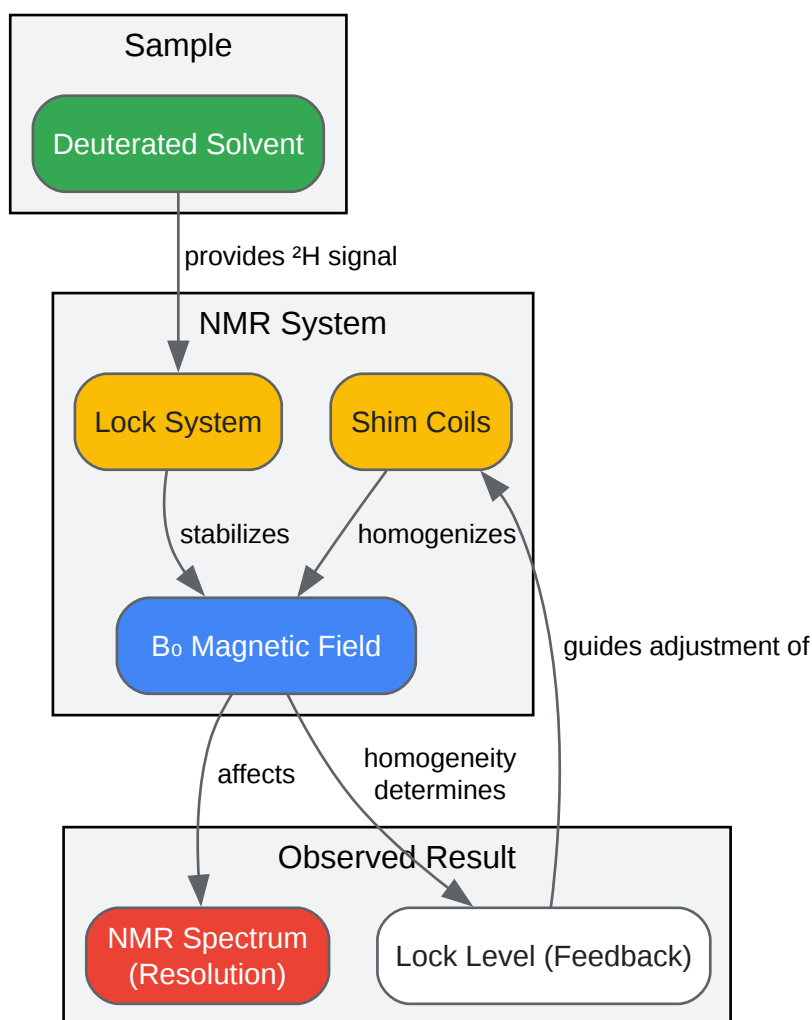 Sample
Deuterated Solvent
provides ²H signal
NMR System
Lock System
Shim Coils
stabilizes
homogenizes
B₀ Magnetic Field
guides adjustment of
affects
homogeneity
determines
Observed Result
NMR Spectrum
(Resolution)
Lock Level (Feedback)